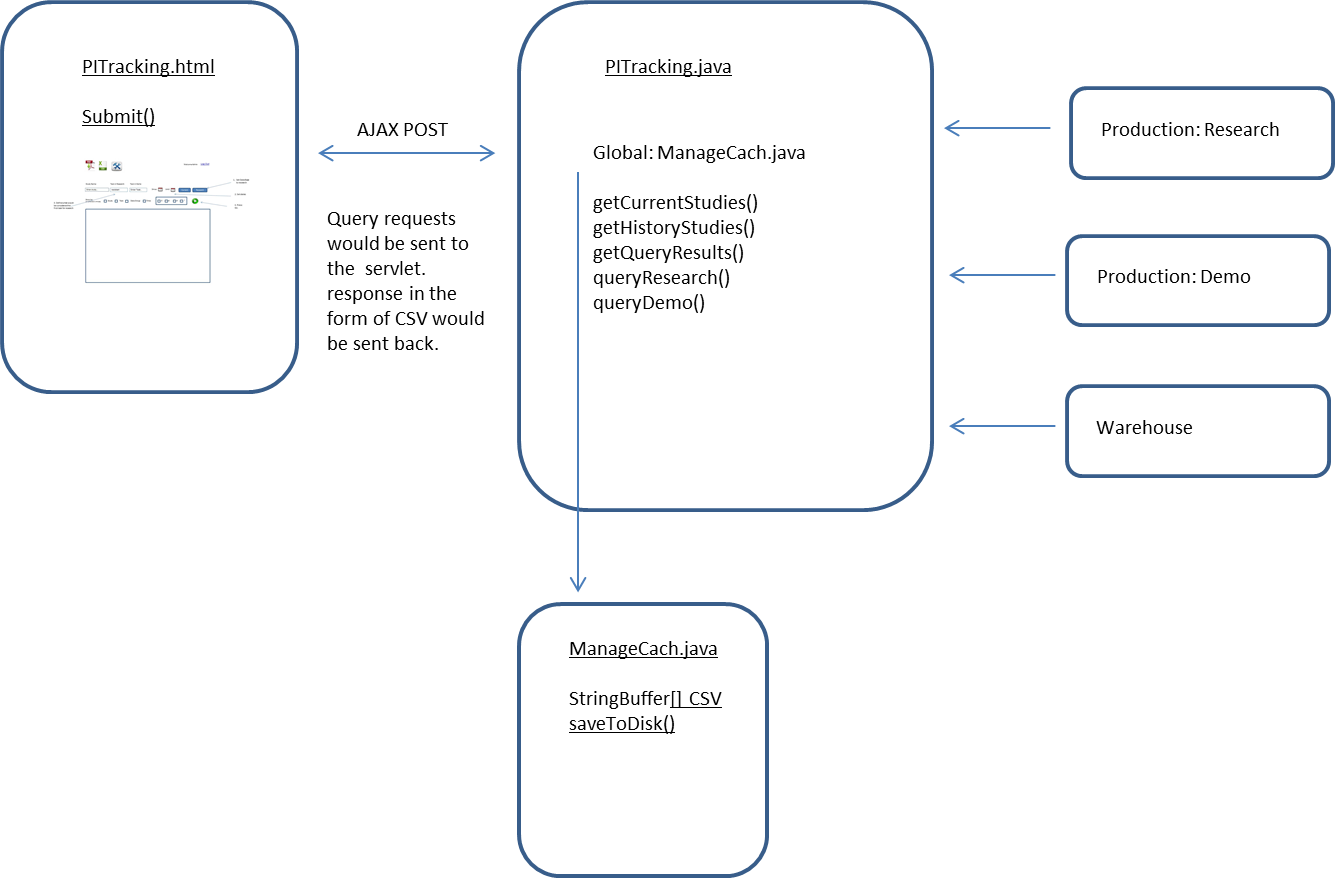 PITracking.html
Submit()
AJAX POST
Query requests
would be sent to
the servlet.
response in the
form of CSV would
be sent back.
PITracking.java
Global: ManageCach.java
getCurrentStudies()
getHistoryStudies()
getQueryResults()
queryResearch()
queryDemo()
Production: Research
Production: Demo
Warehouse
ManageCach.java
StringBuffer[] CSV
saveToDisk()